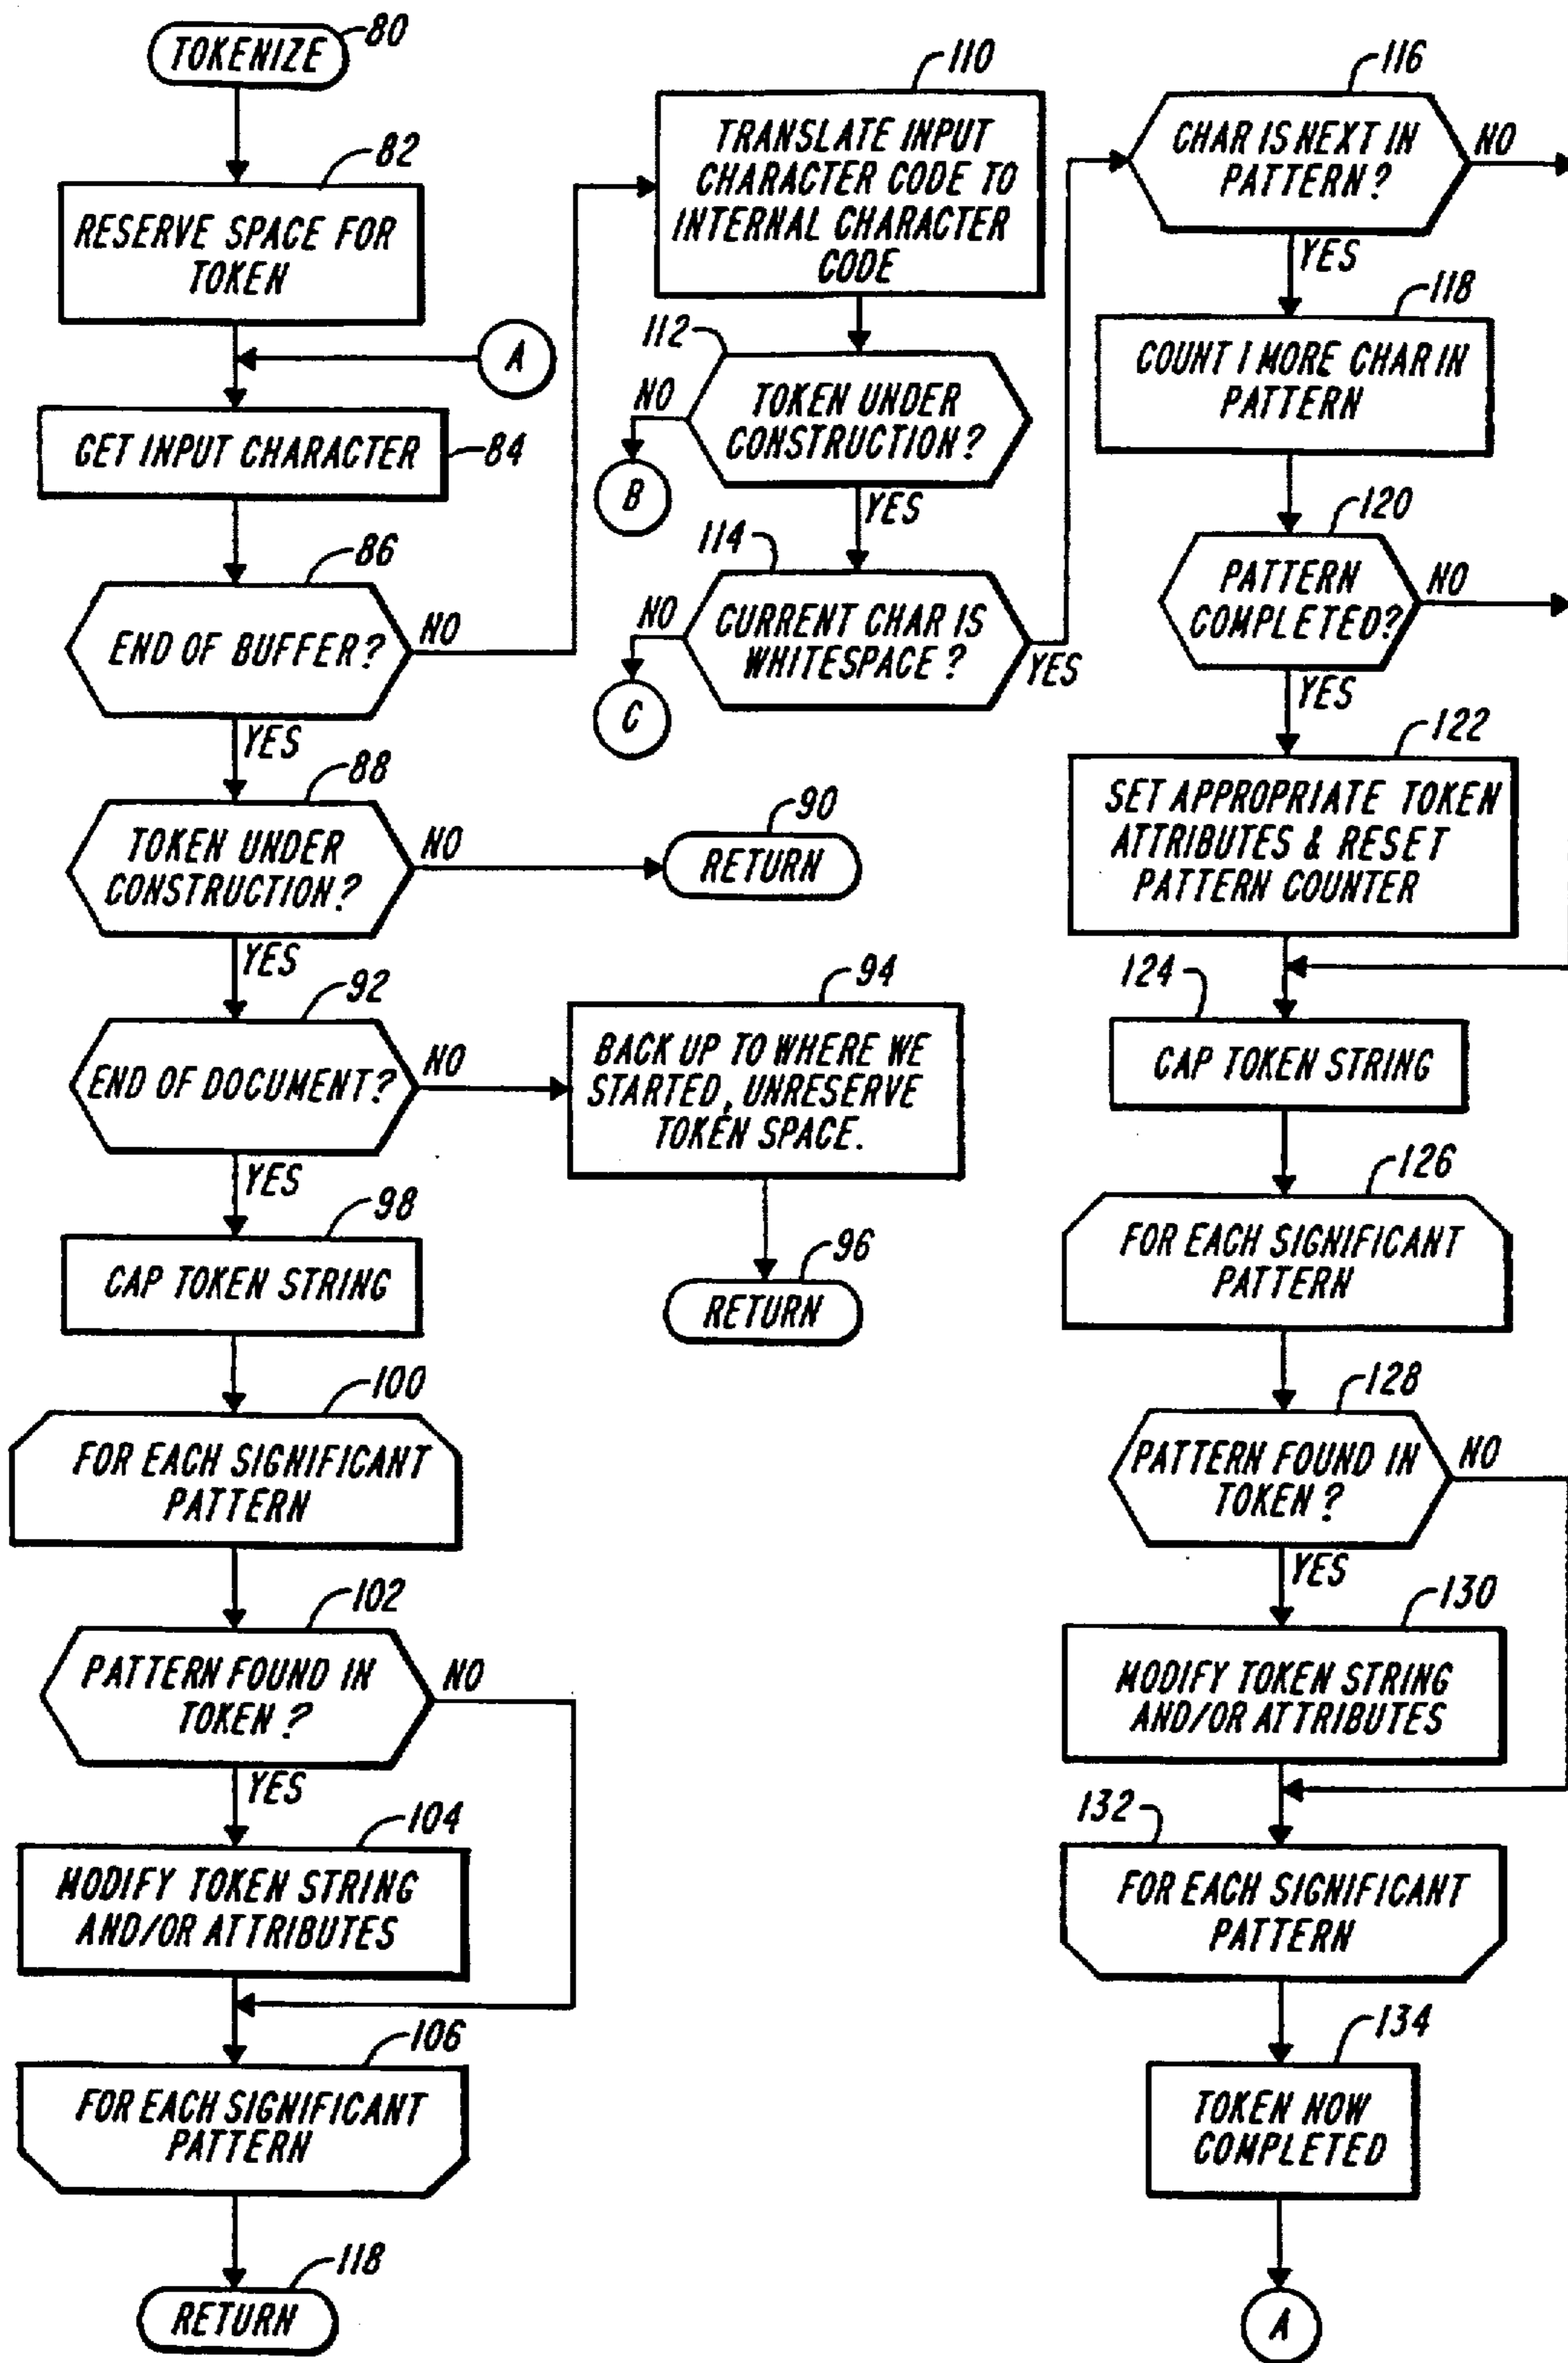 TOKENIZE
80
82
RESERVE SPACE FOR
TOKEN
A
GET INPUT CHARACTER
84
86
END OF BUFFER?
NO
YES
88
TOKEN UNDER
CONSTRUCTION?
NO
90
RETURN
YES
92
END OF DOCUMENT?
NO
94
BACK UP TO WHERE WE
STARTED, UNRESERVE
TOKEN SPACE.
96
RETURN
YES
98
CAP TOKEN STRING
100
FOR EACH SIGNIFICANT
PATTERN
102
PATTERN FOUND IN
TOKEN?
NO
YES
104
MODIFY TOKEN STRING
AND/OR ATTRIBUTES
106
FOR EACH SIGNIFICANT
PATTERN
118
RETURN
110
TRANSLATE INPUT
CHARACTER CODE TO
INTERNAL CHARACTER
CODE
112
NO
TOKEN UNDER
CONSTRUCTION?
B
YES
114
NO
CURRENT CHAR IS
WHITESPACE?
YES
C
116
CHAR IS NEXT IN
PATTERN?
NO
YES
118
COUNT 1 MORE CHAR IN
PATTERN
120
PATTERN
COMPLETED?
NO
YES
122
SET APPROPRIATE TOKEN
ATTRIBUTES & RESET
PATTERN COUNTER
124
CAP TOKEN STRING
126
FOR EACH SIGNIFICANT
PATTERN
128
PATTERN FOUND IN
TOKEN?
NO
YES
130
MODIFY TOKEN STRING
AND/OR ATTRIBUTES
132
FOR EACH SIGNIFICANT
PATTERN
134
TOKEN NOW
COMPLETED
A